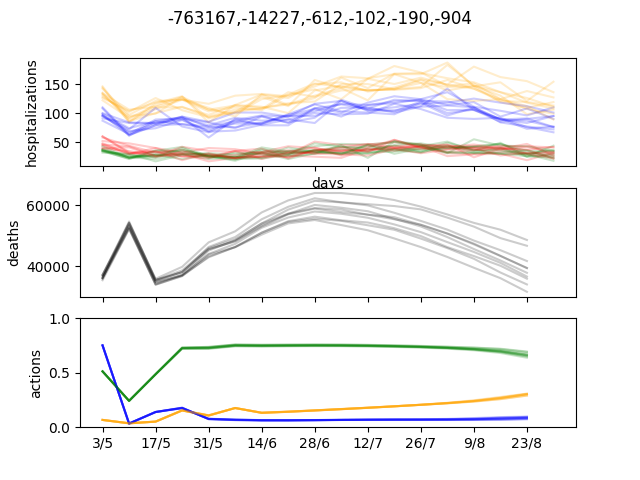 -763167,-14227,-612,-102,-190,-904
hospitalizations
150
100
50
days
deaths
60000
40000
actions
1.0
0.5
0.0
3/5 17/5 31/5 14/6 28/6 12/7 26/7 9/8 23/8